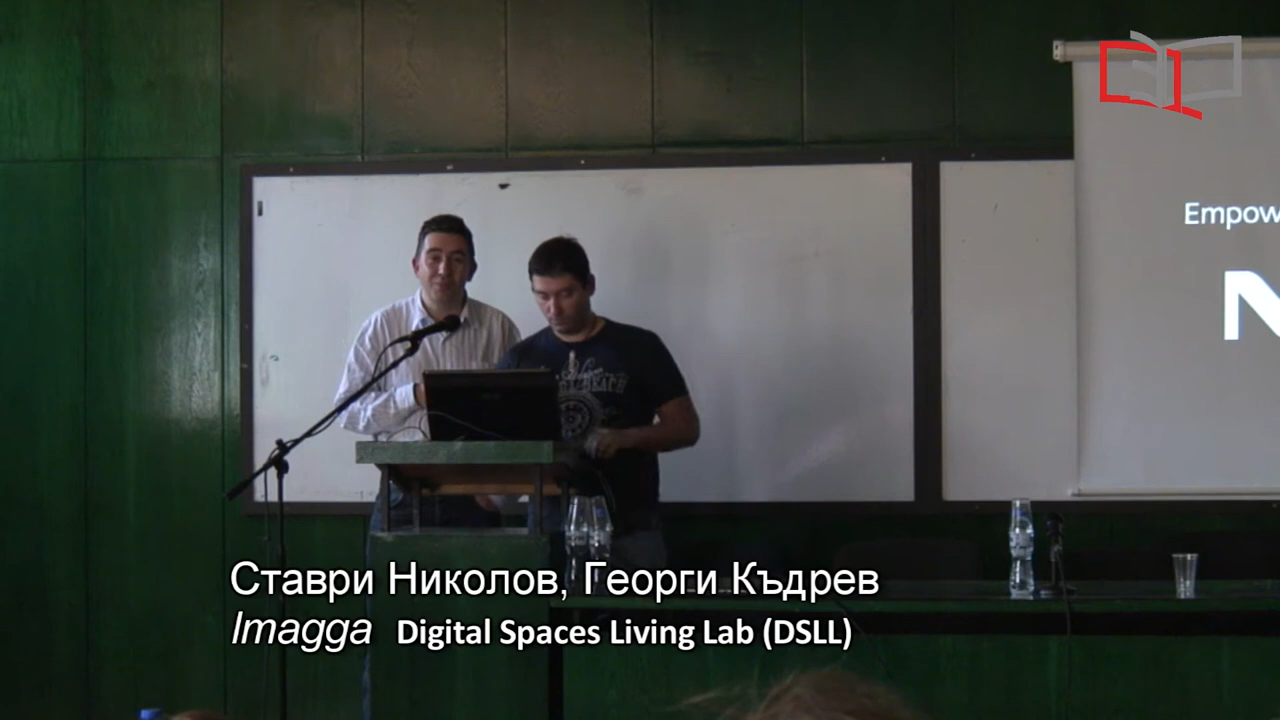 Empow
N
Ставри Николов, Георги Къдрев
Imagga Digital Spaces Living Lab (DSLL)